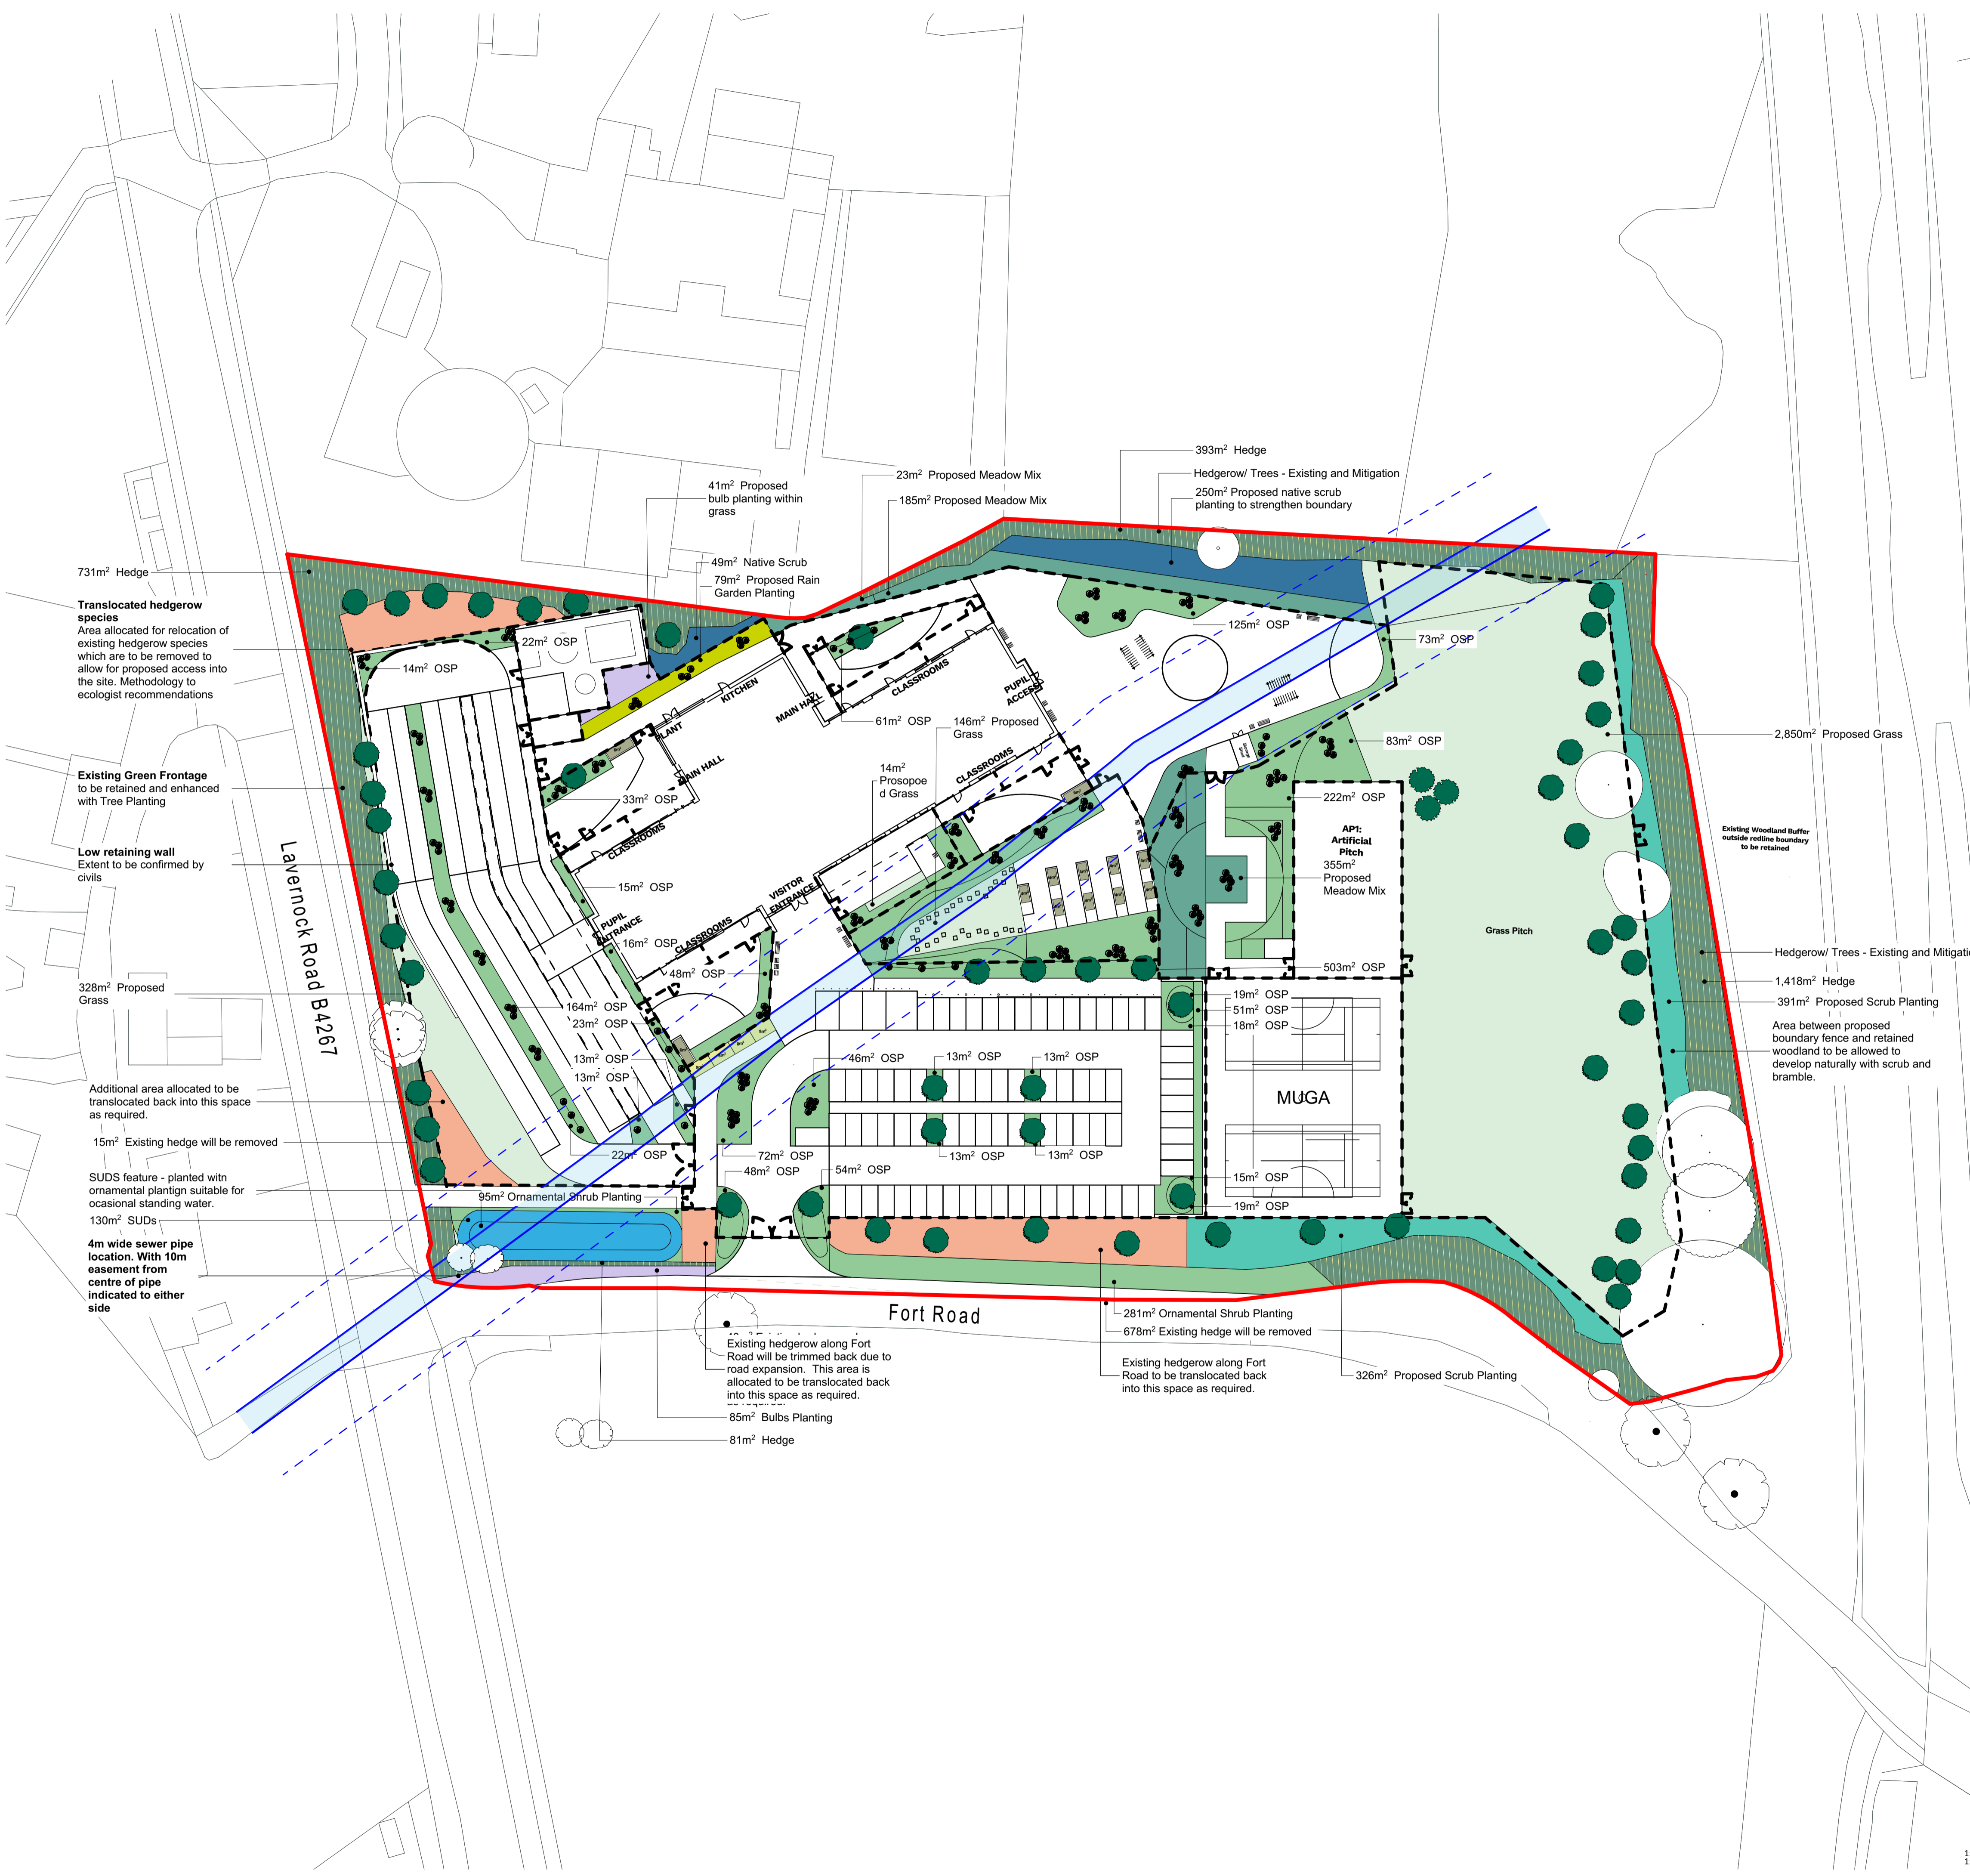 393m² Hedge
Hedgerow/ Trees - Existing and Mitigation
250m² Proposed native scrub
planting to strengthen boundary
23m² Proposed Meadow Mix
185m² Proposed Meadow Mix
41m² Proposed
bulb planting within
grass
49m² Native Scrub
79m² Proposed Rain
Garden Planting
731m² Hedge
Translocated hedgerow
species
Area allocated for relocation of
existing hedgerow species
which are to be removed to
allow for proposed access into
the site. Methodology to
ecologist recommendations
Existing Green Frontage
to be retained and enhanced
with Tree Planting
Low retaining wall
Extent to be confirmed by
civils
328m² Proposed
Grass
Additional area allocated to be
translocated back into this space
as required.
15m² Existing hedge will be removed
SUDS feature - planted witn
ornamental plantign suitable for
ocasional standing water.
130m² SUDs
4m wide sewer pipe
location. With 10m
easement from
centre of pipe
indicated to either
side
Lavernock Road B4267
22m² OSP
14m² OSP
KITCHEN
MAIN HALL
CLASSROOMS
PUPIL
ACCESS
125m² OSP
73m² OSP
PLANT
MAIN HALL
61m² OSP
146m² Proposed
Grass
83m² OSP
2,850m² Proposed Grass
33m² OSP
CLASSROOMS
14m²
Prosopoe
d Grass
CLASSROOMS
222m² OSP
AP1:
Artificial
Pitch
355m²
Proposed
Meadow Mix
Existing Woodland Buffer
outside redline boundary
to be retained
15m² OSP
VISITOR
ENTRANCE
PUPIL
ENTRANCE
CLASSROOMS
16m² OSP
48m² OSP
Grass Pitch
503m² OSP
Hedgerow/ Trees - Existing and Mitigati
1,418m² Hedge
391m² Proposed Scrub Planting
Area between proposed
boundary fence and retained
woodland to be allowed to
develop naturally with scrub and
bramble.
164m² OSP
23m² OSP
13m² OSP
13m² OSP
19m² OSP
51m² OSP
18m² OSP
46m² OSP
13m² OSP
13m² OSP
MUGA
22m² OSP
72m² OSP
48m² OSP
54m² OSP
13m² OSP
13m² OSP
15m² OSP
19m² OSP
95m² Ornamental Shrub Planting
Fort Road
281m² Ornamental Shrub Planting
678m² Existing hedge will be removed
Existing hedgerow along Fort
Road will be trimmed back due to
road expansion. This area is
allocated to be translocated back
into this space as required.
Existing hedgerow along Fort
Road to be translocated back
into this space as required.
326m² Proposed Scrub Planting
85m² Bulbs Planting
81m² Hedge